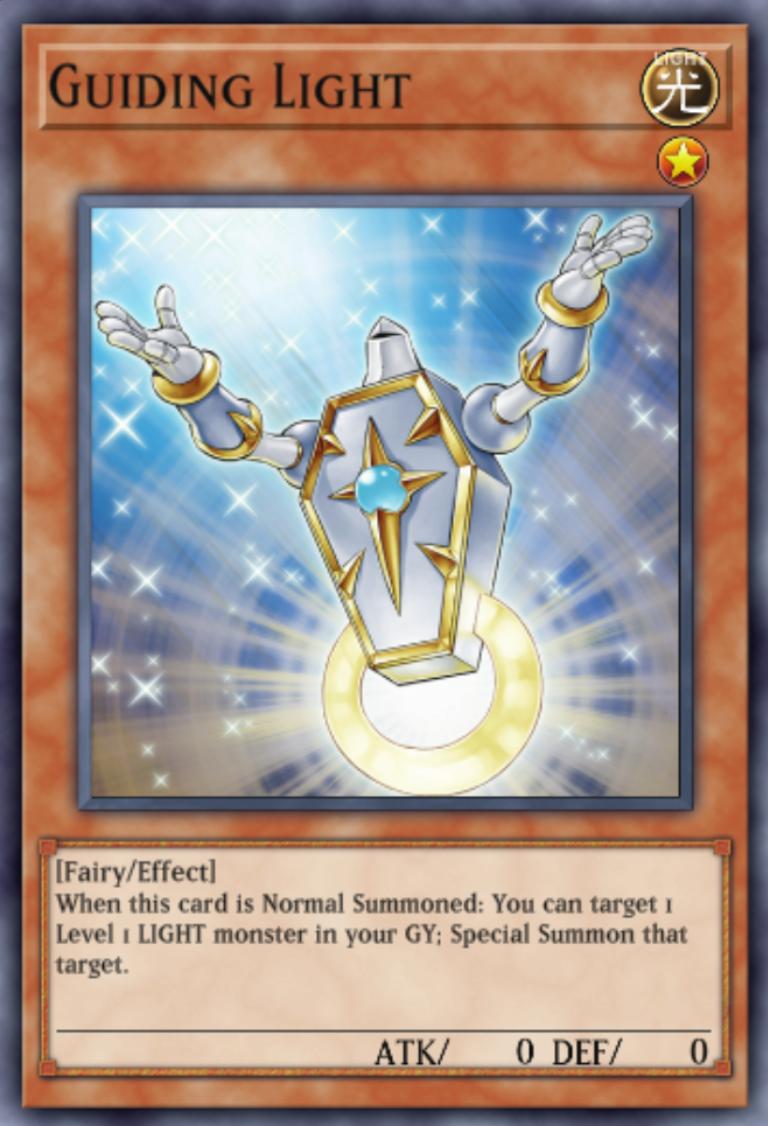 Guiding Light
LIGHT
光
[Fairy/Effect]
When this card is Normal Summoned: You can target 1
Level 1 LIGHT monster in your GY; Special Summon that
target.
ATK/ 0 DEF/ 0